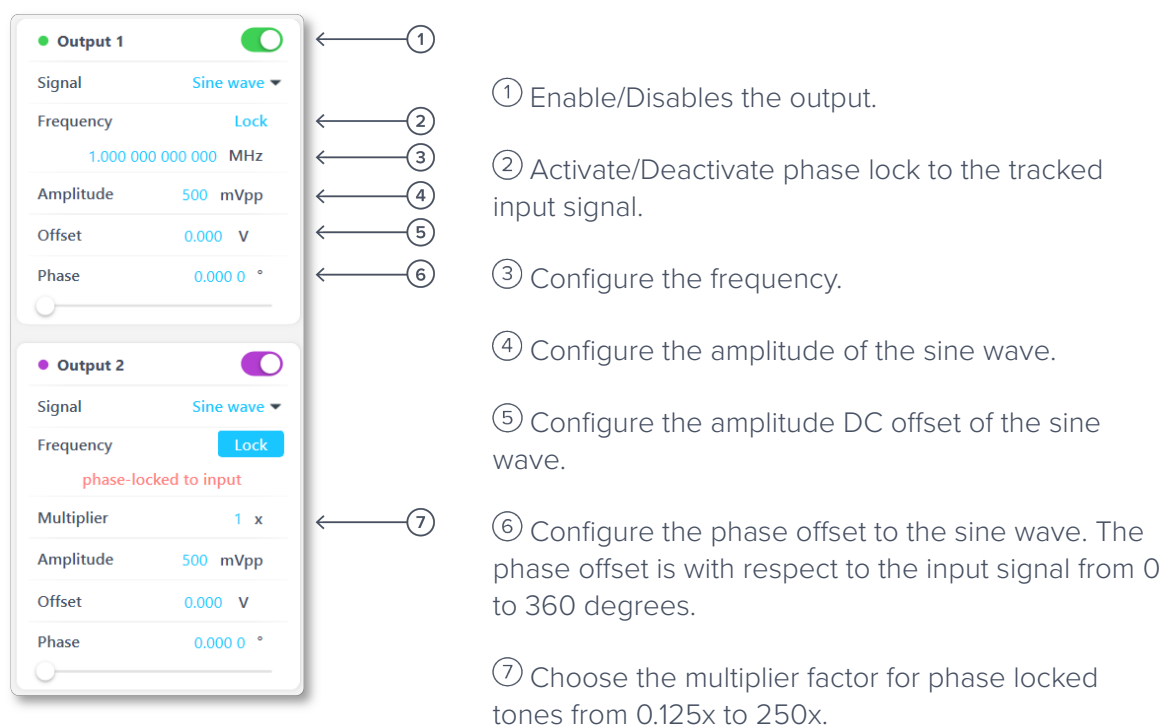 Output 1
①
Signal Sine wave
Frequency Lock
②
1.000 000 000 000 MHz
③
Amplitude 500 mVpp
④
Offset 0.000 V
⑤
Phase 0.000 0 °
⑥
Output 2
Signal Sine wave
Frequency Lock
phase-locked to input
Multiplier 1 x
⑦
Amplitude 500 mVpp
Offset 0.000 V
Phase 0.000 0 °
① Enable/Disables the output.
② Activate/Deactivate phase lock to the tracked
input signal.
③ Configure the frequency.
④ Configure the amplitude of the sine wave.
⑤ Configure the amplitude DC offset of the sine
wave.
⑥ Configure the phase offset to the sine wave. The
phase offset is with respect to the input signal from 0
to 360 degrees.
⑦ Choose the multiplier factor for phase locked
tones from 0.125x to 250x.